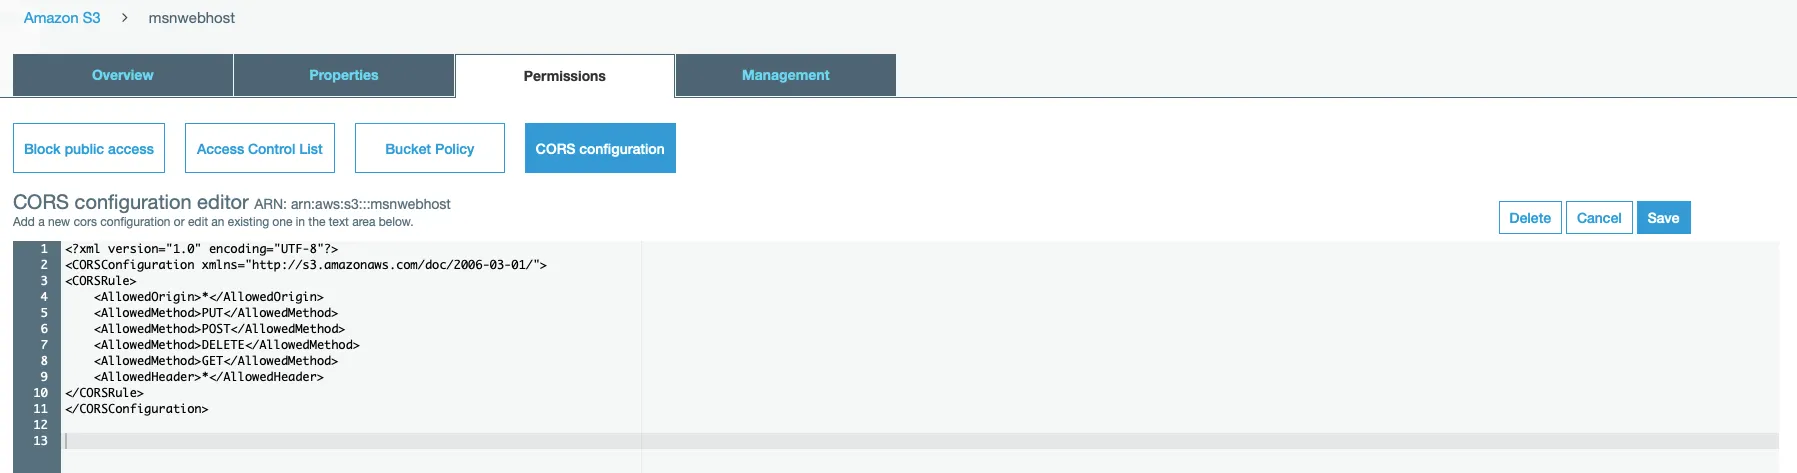 Amazon S3 > msnwebhost
Overview Properties Permissions Management
Block public access Access Control List Bucket Policy CORS configuration
CORS configuration editor ARN: arn:aws:s3:::msnwebhost
Add a new cors configuration or edit an existing one in the text area below.
Delete Cancel Save
1 <?xml version="1.0" encoding="UTF-8"?>
2 <CORSConfiguration xmlns="http://s3.amazonaws.com/doc/2006-03-01/">
3 <CORSRule>
4     <AllowedOrigin>*</AllowedOrigin>
5     <AllowedMethod>PUT</AllowedMethod>
6     <AllowedMethod>POST</AllowedMethod>
7     <AllowedMethod>DELETE</AllowedMethod>
8     <AllowedMethod>GET</AllowedMethod>
9     <AllowedHeader>*</AllowedHeader>
10 </CORSRule>
11 </CORSConfiguration>
12
13